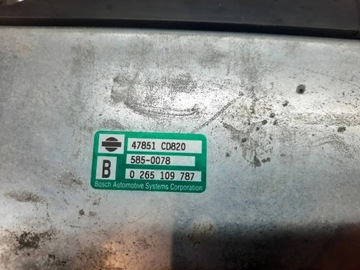 47851 CD820
585-0078
B
0 265 109 787
Bosch Automotive Systems Corporation